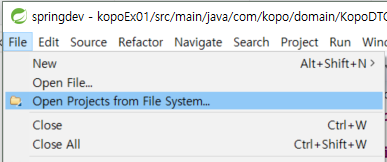 springdev - kopoEx01/src/main/java/com/kopo/domain/KopoDT
File Edit Source Refactor Navigate Search Project Run W
New Alt+Shift+N >
Open File...
Open Projects from File System...
Close Ctrl+W
Close All Ctrl+Shift+W